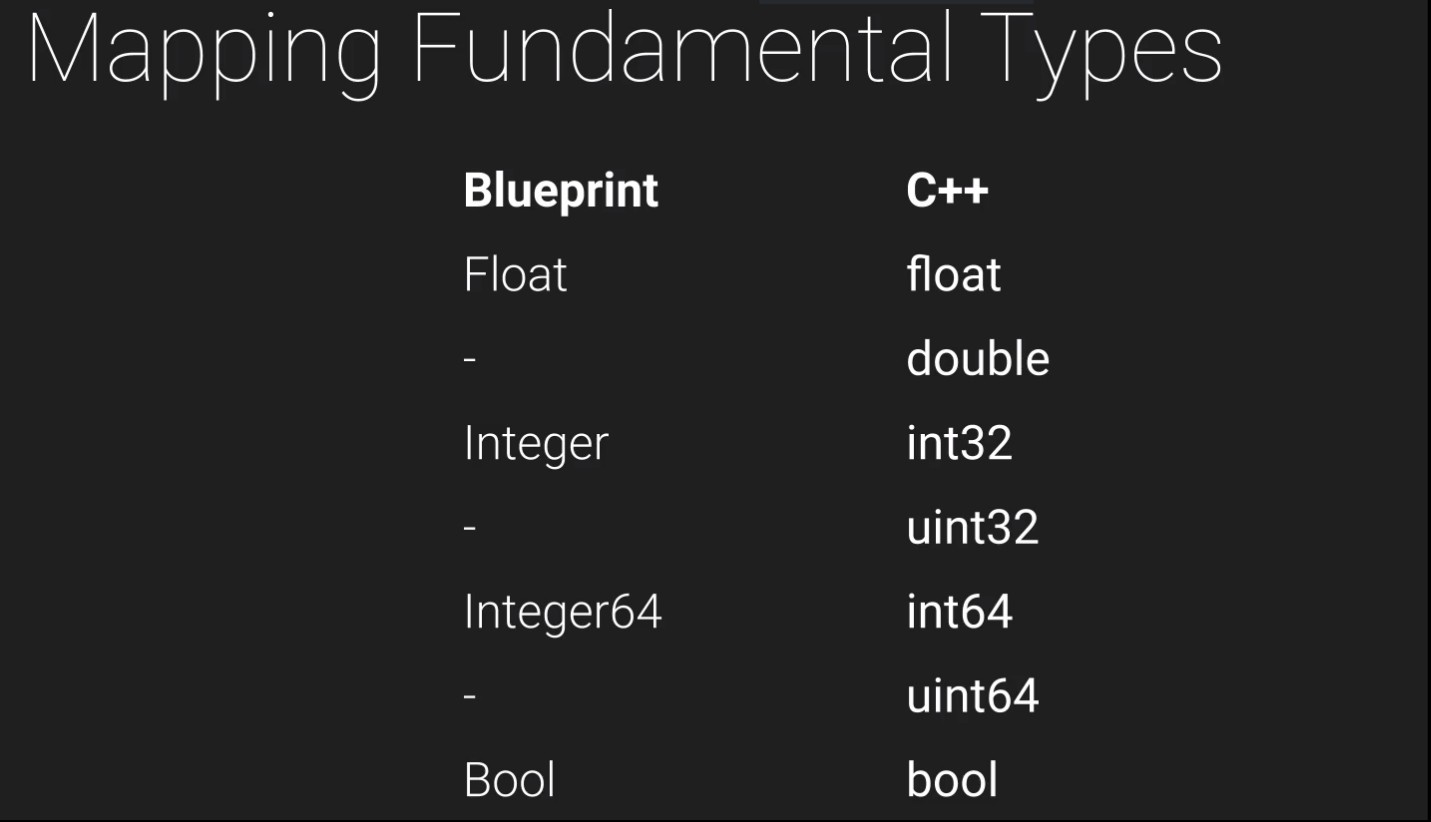 Mapping Fundamental Types
Blueprint C++
Float float
- double
Integer int32
- uint32
Integer64 int64
- uint64
Bool bool